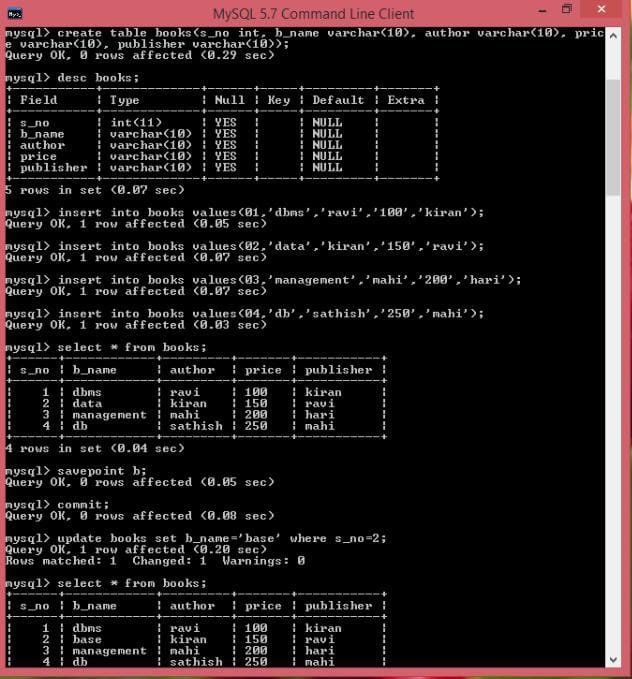 MySQL 5.7 Command Line Client
mysql> create table books(s_no int, b_name varchar(10), author varchar(10), pric
e varchar(10), publisher varchar(10));
Query OK, 0 rows affected (0.29 sec)
mysql> desc books;
+-----------+-------------+------+-----+---------+-------+
| Field     | Type        | Null | Key | Default | Extra |
+-----------+-------------+------+-----+---------+-------+
| s_no      | int(11)     | YES  |     | NULL    |       |
| b_name    | varchar(10) | YES  |     | NULL    |       |
| author    | varchar(10) | YES  |     | NULL    |       |
| price     | varchar(10) | YES  |     | NULL    |       |
| publisher | varchar(10) | YES  |     | NULL    |       |
+-----------+-------------+------+-----+---------+-------+
5 rows in set (0.07 sec)
mysql> insert into books values(01,'dbms','ravi','100','kiran');
Query OK, 1 row affected (0.05 sec)
mysql> insert into books values(02,'data','kiran','150','ravi');
Query OK, 1 row affected (0.07 sec)
mysql> insert into books values(03,'management','mahi','200','hari');
Query OK, 1 row affected (0.07 sec)
mysql> insert into books values(04,'db','sathish','250','mahi');
Query OK, 1 row affected (0.03 sec)
mysql> select * from books;
+------+------------+---------+-------+-----------+
| s_no | b_name     | author  | price | publisher |
+------+------------+---------+-------+-----------+
|    1 | dbms       | ravi    | 100   | kiran     |
|    2 | data       | kiran   | 150   | ravi      |
|    3 | management | mahi    | 200   | hari      |
|    4 | db         | sathish | 250   | mahi      |
+------+------------+---------+-------+-----------+
4 rows in set (0.04 sec)
mysql> savepoint b;
Query OK, 0 rows affected (0.05 sec)
mysql> commit;
Query OK, 0 rows affected (0.08 sec)
mysql> update books set b_name='base' where s_no=2;
Query OK, 1 row affected (0.20 sec)
Rows matched: 1  Changed: 1  Warnings: 0
mysql> select * from books;
+------+------------+---------+-------+-----------+
| s_no | b_name     | author  | price | publisher |
+------+------------+---------+-------+-----------+
|    1 | dbms       | ravi    | 100   | kiran     |
|    2 | base       | kiran   | 150   | ravi      |
|    3 | management | mahi    | 200   | hari      |
|    4 | db         | sathish | 250   | mahi      |